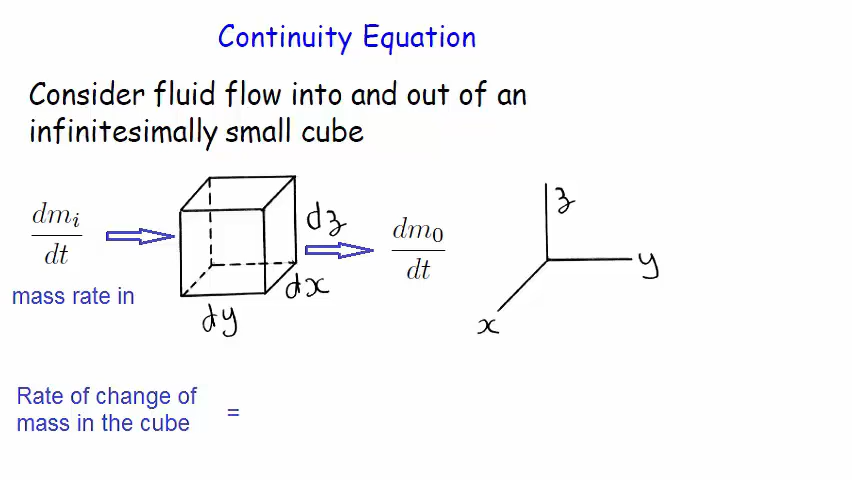 Continuity Equation
Consider fluid flow into and out of an
infinitesimally small cube
dm_i/dt
dz
dm_0/dt
z
y
mass rate in
dx
dy
x
Rate of change of
mass in the cube =